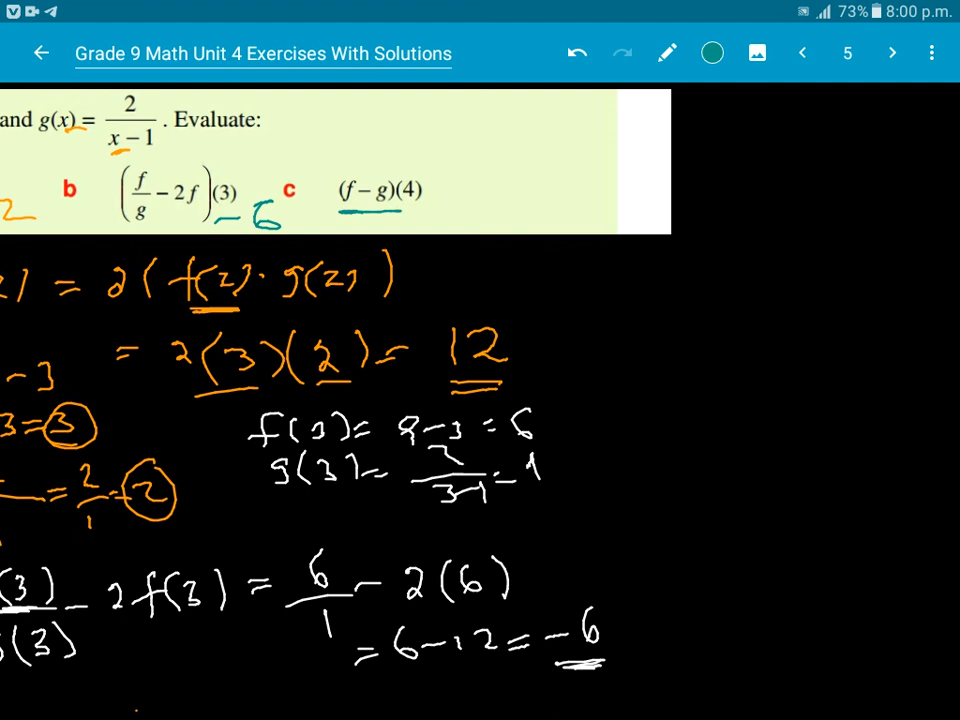 73% 8:00 p.m.
Grade 9 Math Unit 4 Exercises With Solutions 5
and g(x) = 2/(x − 1) . Evaluate:
2 b (f/g − 2f)(3) −6 c (f − g)(4)
2) = 2(f(2)·g(2))
= 2(3)(2) = 12
−3
3 = 3
f(3) = 9−3 = 6
g(3) = 2/(3−1) = 1
= 2/1 = 2
(3)/g(3) − 2f(3) = 6/1 − 2(6)
= 6−12 = −6